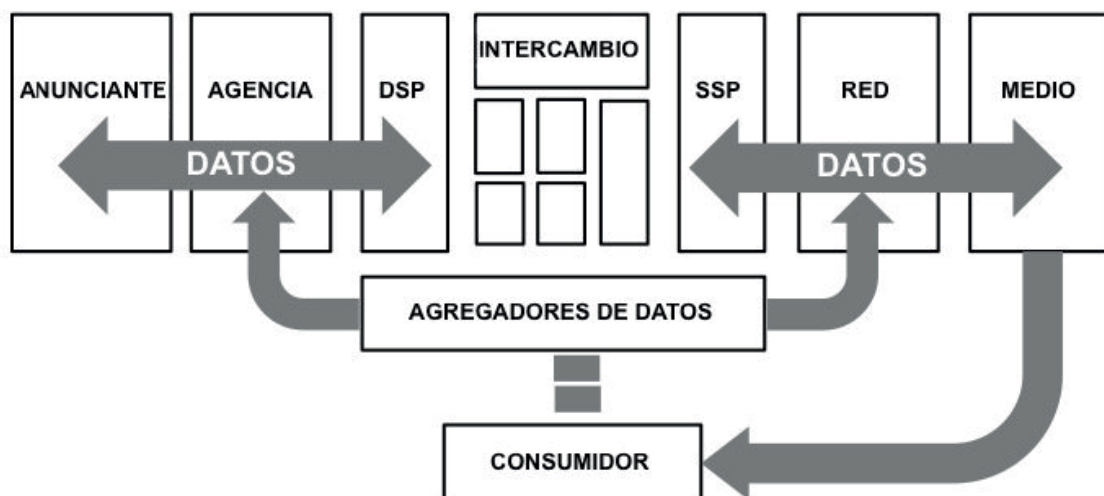 INTERCAMBIO
ANUNCIANTE
AGENCIA
DSP
SSP
RED
MEDIO
DATOS
DATOS
AGREGADORES DE DATOS
CONSUMIDOR